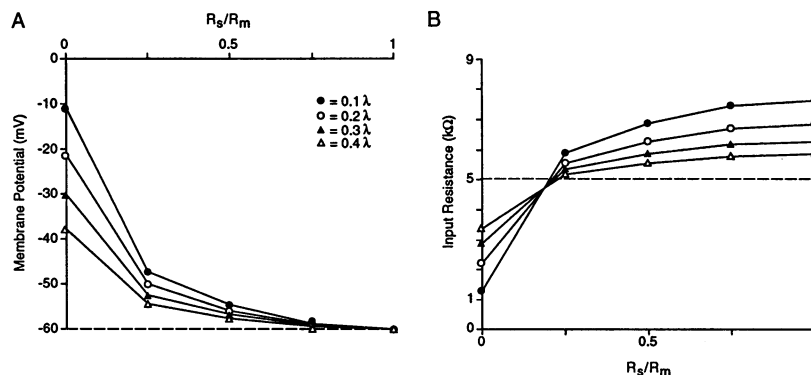 A
Rs/Rm
0
0.5
1
0
-10
-20
-30
-40
-50
-60
Membrane Potential (mV)
● = 0.1 λ
○ = 0.2 λ
▲ = 0.3 λ
△ = 0.4 λ
B
9
5
1
0
Input Resistance (kΩ)
0
0.5
Rs/Rm